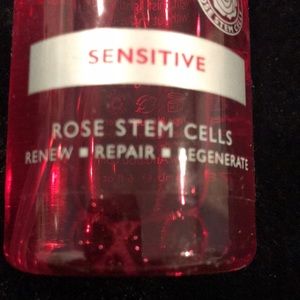 SENSITIVE
ROSE STEM CELLS
RENEW ▪ REPAIR ▪ REGENERATE